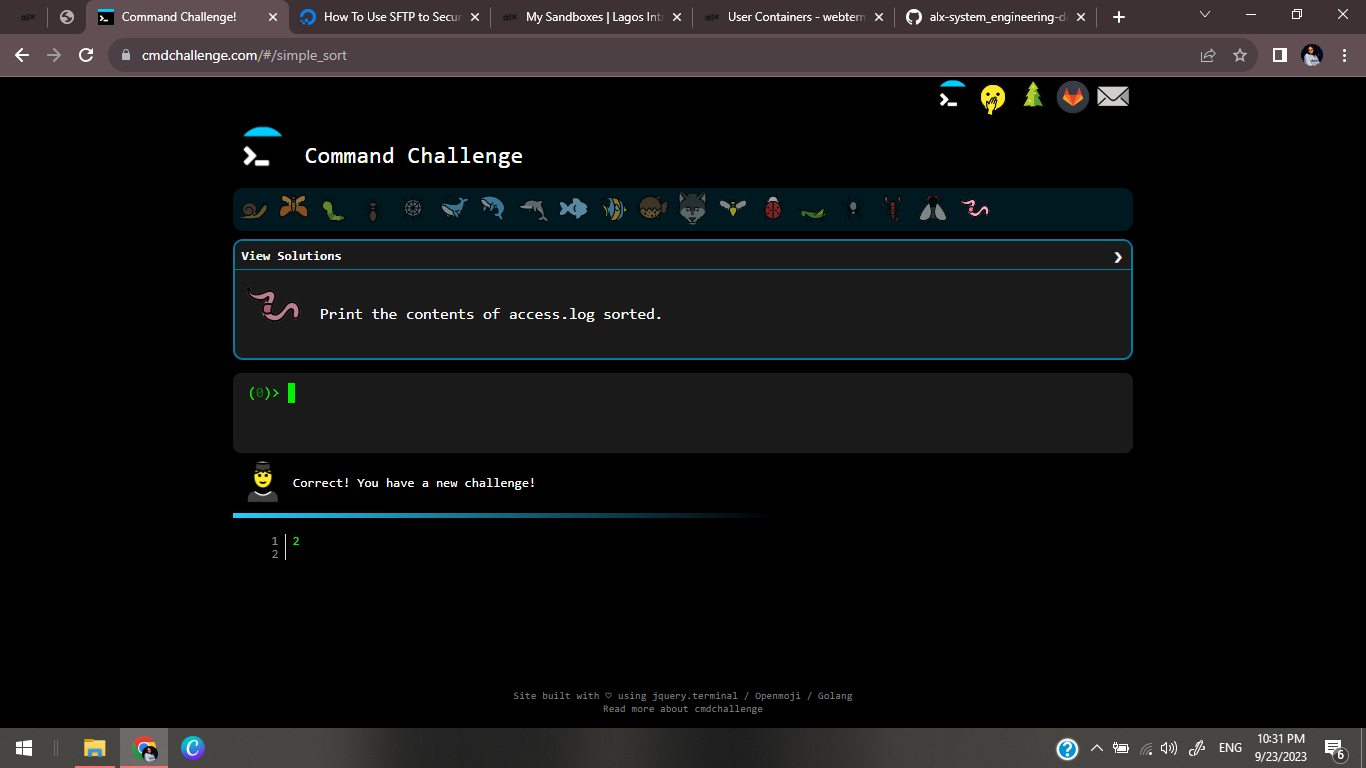 Command Challenge!
How To Use SFTP to Secur
My Sandboxes | Lagos Int
User Containers - webtern
alx-system_engineering-d
cmdchallenge.com/#/simple_sort
Command Challenge
View Solutions
Print the contents of access.log sorted.
(0)>
Correct! You have a new challenge!
1 2
2
Site built with ♡ using jquery.terminal / Openmoji / Golang
Read more about cmdchallenge
ENG
10:31 PM
9/23/2023
6